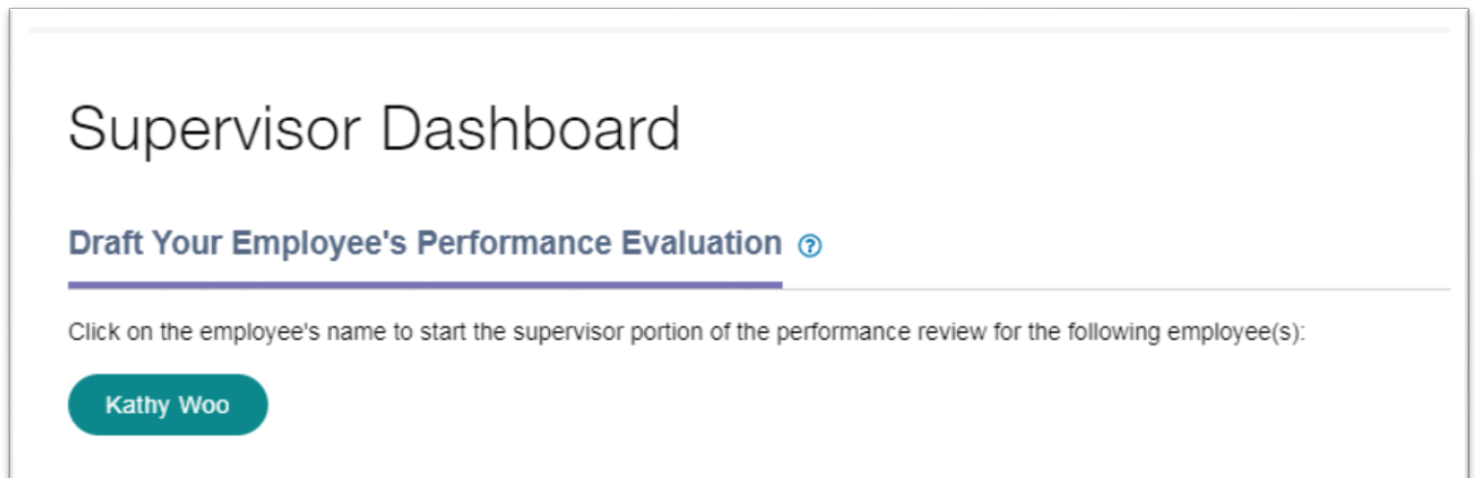 Supervisor Dashboard
Draft Your Employee's Performance Evaluation ?
Click on the employee's name to start the supervisor portion of the performance review for the following employee(s):
Kathy Woo